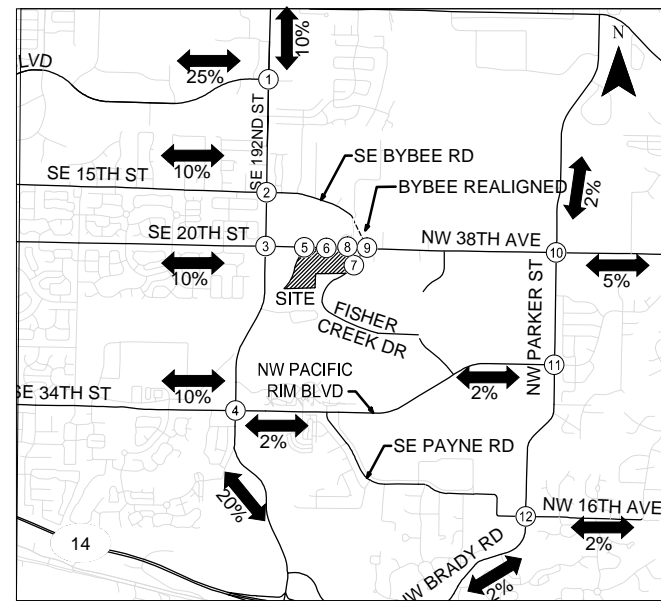 10%
N
LVD
25%
1
SE 192ND ST
SE BYBEE RD
10%
BYBEE REALIGNED
2%
SE 15TH ST
2
SE 20TH ST
3
5
6
8
9
NW 38TH AVE
10
10%
7
5%
SITE
FISHER
CREEK DR
NW PARKER ST
NW PACIFIC
RIM BLVD
11
2%
10%
SE 34TH ST
4
2%
SE PAYNE RD
20%
12
NW 16TH AVE
2%
14
NW BRADY RD
2%